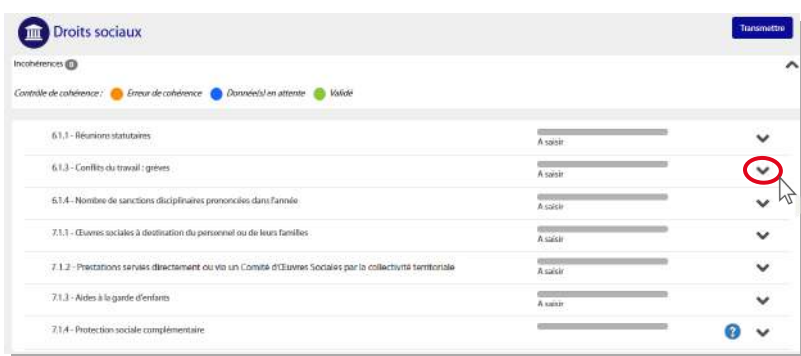 Droits sociaux
Transmettre
Incohérences 0
Contrôle de cohérence : Erreur de cohérence Donnée(s) en attente Validé
6.1.1 - Réunions statutaires
A saisir
6.1.3 - Conflits du travail : grèves
A saisir
6.1.4 - Nombre de sanctions disciplinaires prononcées dans l'année
A saisir
7.1.1 - Œuvres sociales à destination du personnel ou de leurs familles
A saisir
7.1.2 - Prestations servies directement ou via un Comité d'Œuvres Sociales par la collectivité territoriale
A saisir
7.1.3 - Aides à la garde d'enfants
A saisir
7.1.4 - Protection sociale complémentaire
?